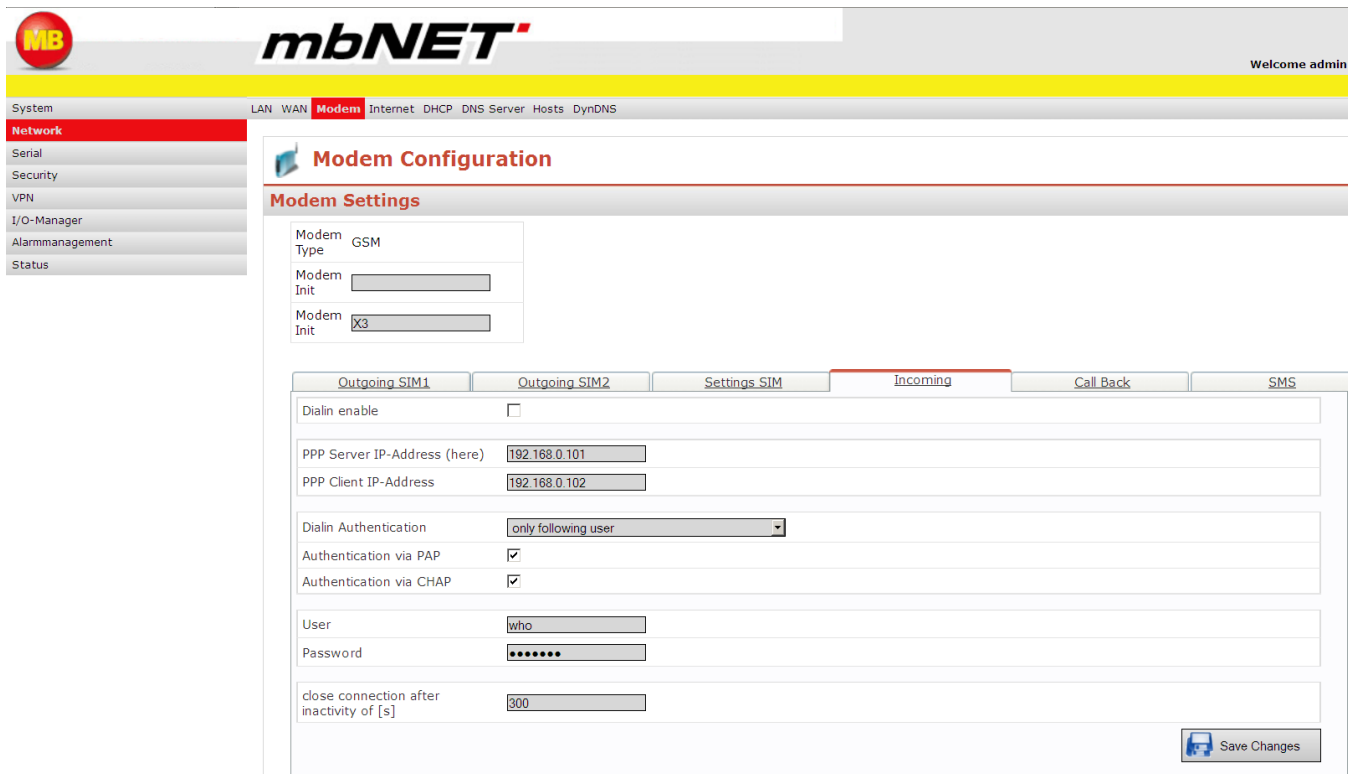 MB
mbNET
Welcome admin
System
LAN WAN Modem Internet DHCP DNS Server Hosts DynDNS
Network
Serial
Security
VPN
I/O-Manager
Alarmmanagement
Status
Modem Configuration
Modem Settings
Modem
Type
GSM
Modem
Init
Modem
Init
X3
Outgoing SIM1 Outgoing SIM2 Settings SIM Incoming Call Back SMS
Dialin enable
PPP Server IP-Address (here) 192.168.0.101
PPP Client IP-Address 192.168.0.102
Dialin Authentication only following user
Authentication via PAP
Authentication via CHAP
User who
Password •••••••
close connection after
inactivity of [s]
300
Save Changes